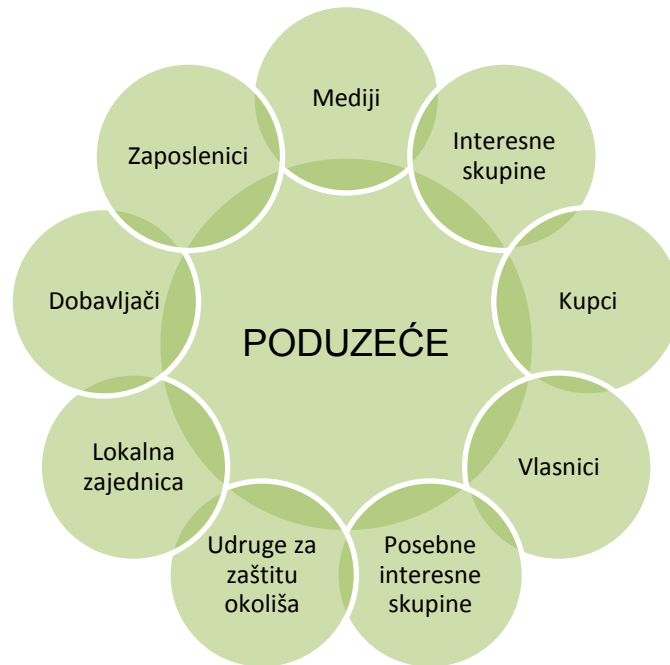 Mediji
Interesne
skupine
Kupci
Vlasnici
Posebne
interesne
skupine
Udruge za
zaštitu
okoliša
Lokalna
zajednica
Dobavljači
Zaposlenici
PODUZEĆE